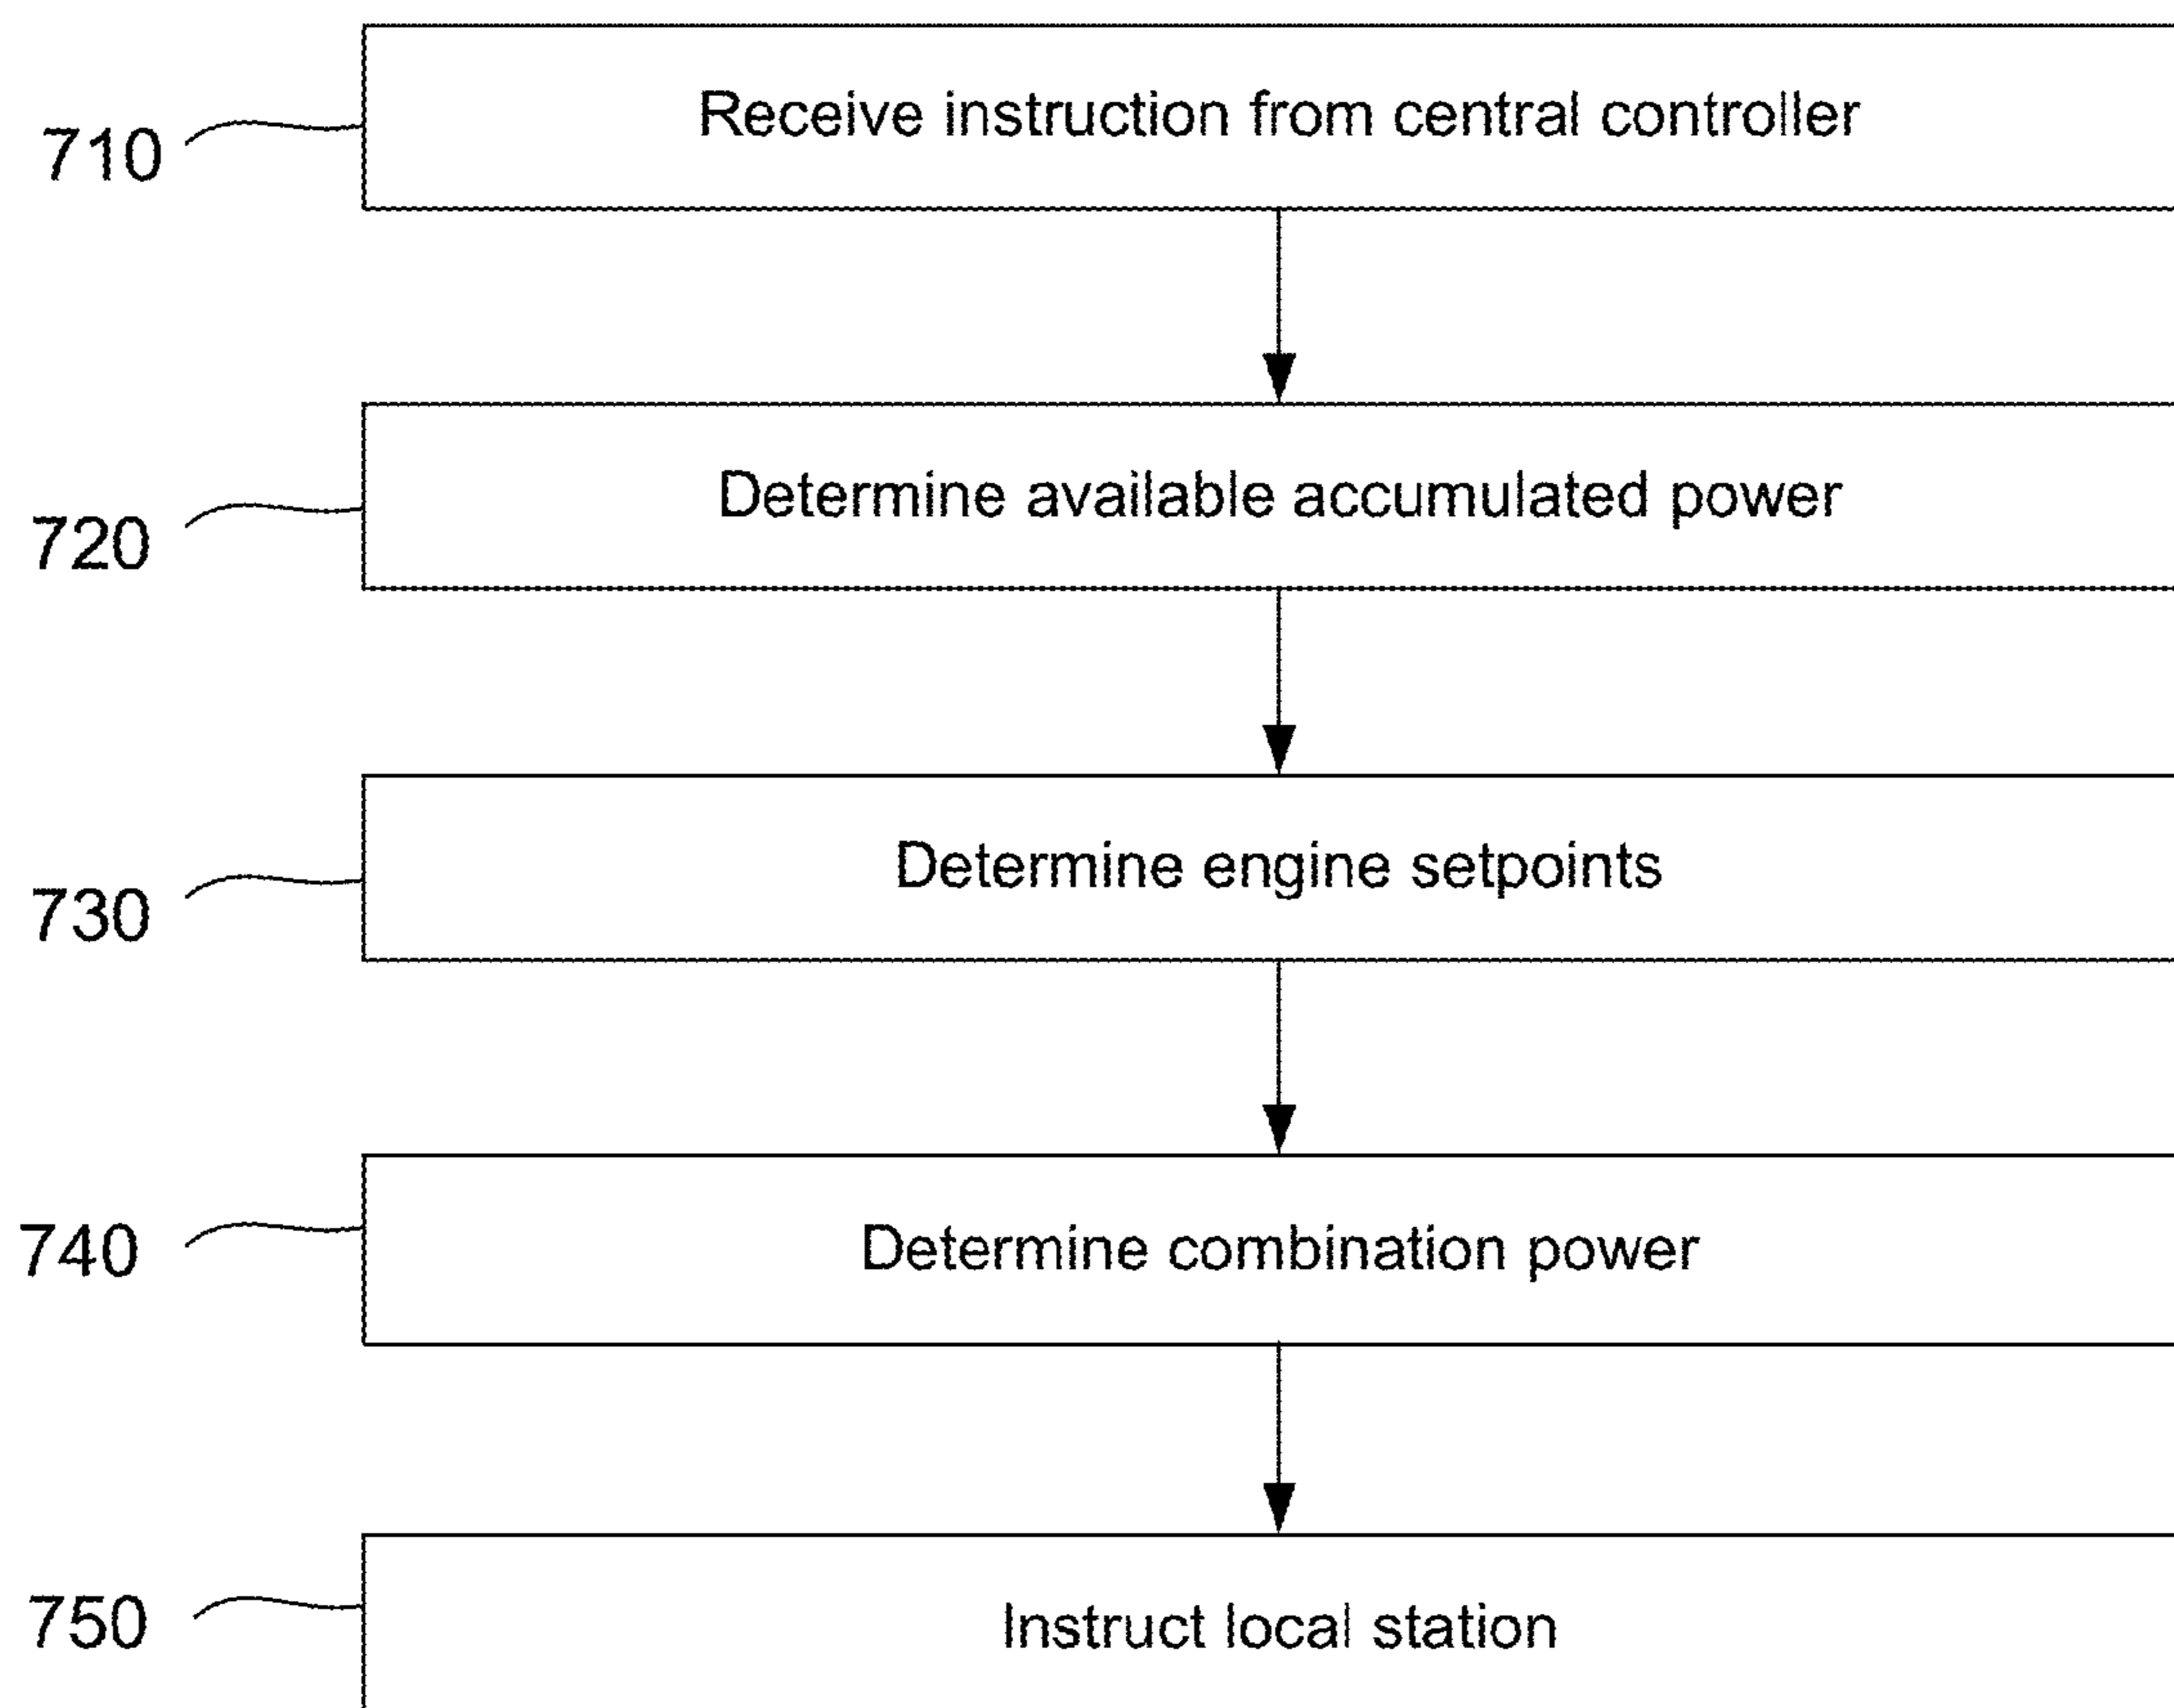 710
Receive instruction from central controller
720
Determine available accumulated power
730
Determine engine setpoints
740
Determine combination power
750
Instruct local station